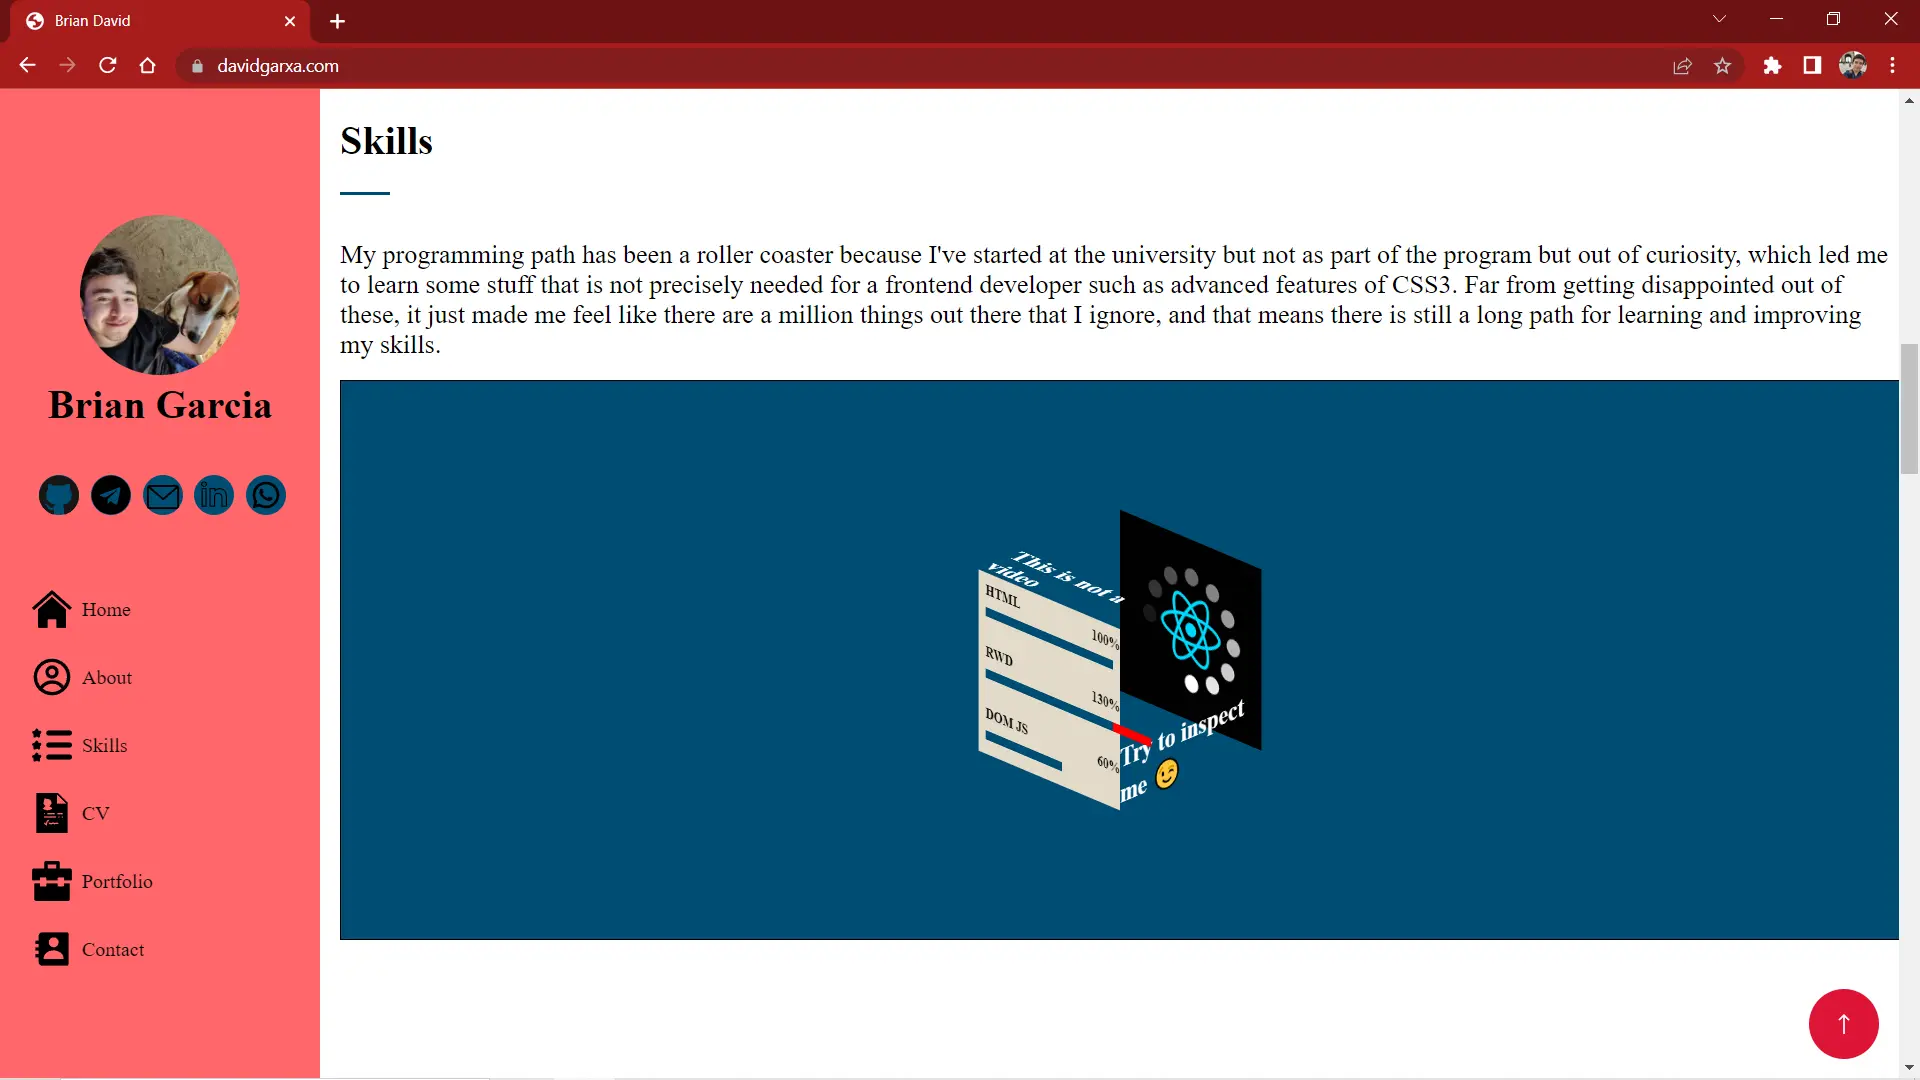 Brian David
davidgarxa.com
Brian Garcia
in
Home
About
Skills
CV
Portfolio
Contact
Skills
My programming path has been a roller coaster because I've started at the university but not as part of the program but out of curiosity, which led me
to learn some stuff that is not precisely needed for a frontend developer such as advanced features of CSS3. Far from getting disappointed out of
these, it just made me feel like there are a million things out there that I ignore, and that means there is still a long path for learning and improving
my skills.
This is not a
video
HTML
100%
RWD
130%
DOM JS
60%
Try to inspect
me 😉